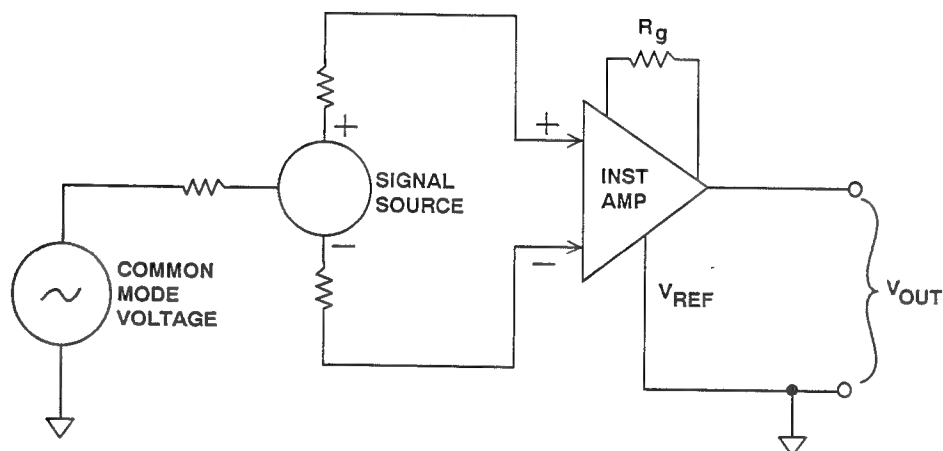 Rg
+
+
INST
AMP
SIGNAL
SOURCE
−
−
COMMON
MODE
VOLTAGE
VREF
VOUT